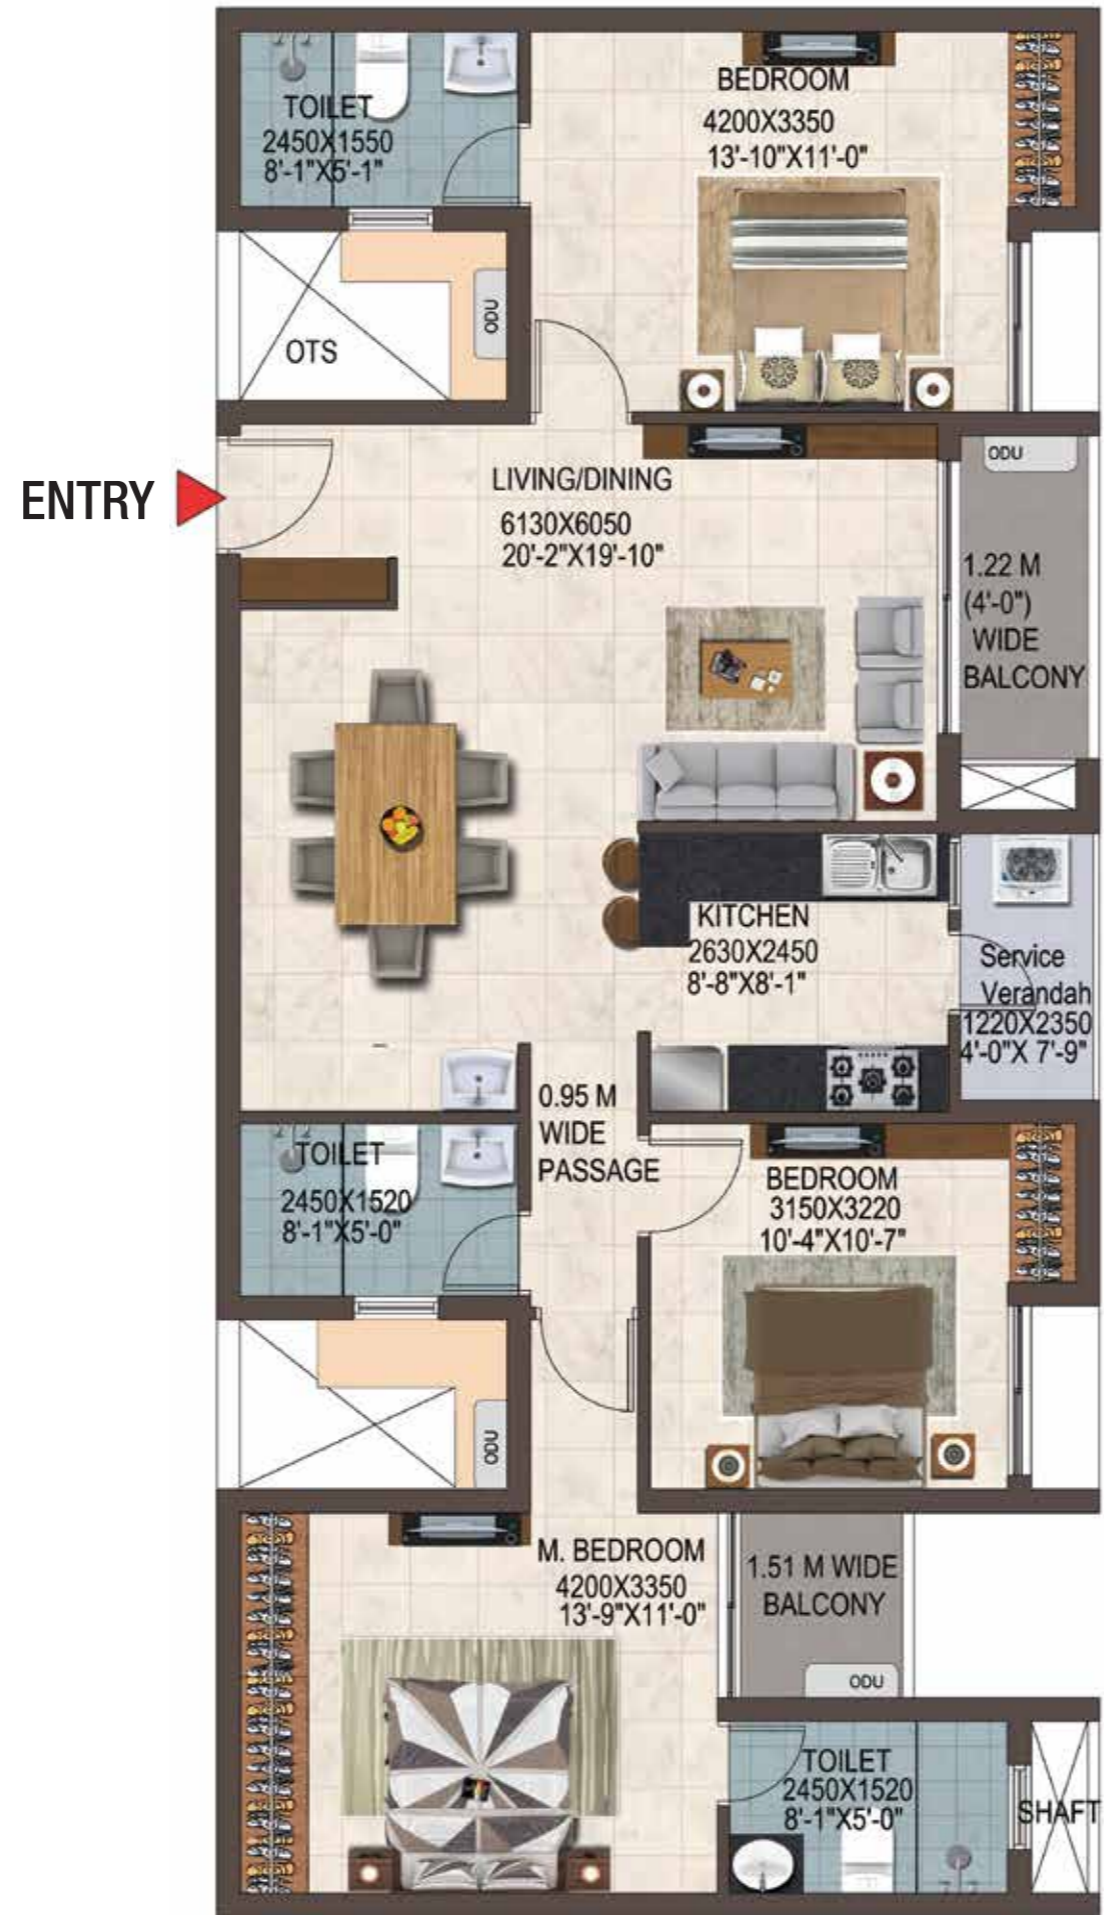 TOILET
2450X1550
8'-1"X5'-1"
BEDROOM
4200X3350
13'-10"X11'-0"
OTS
ODU
ENTRY
LIVING/DINING
6130X6050
20'-2"X19'-10"
ODU
1.22 M
(4'-0")
WIDE
BALCONY
KITCHEN
2630X2450
8'-8"X8'-1"
Service
Verandah
1220X2350
4'-0"X 7'-9"
0.95 M
WIDE
PASSAGE
TOILET
2450X1520
8'-1"X5'-0"
BEDROOM
3150X3220
10'-4"X10'-7"
ODU
M. BEDROOM
4200X3350
13'-9"X11'-0"
1.51 M WIDE
BALCONY
ODU
TOILET
2450X1520
8'-1"X5'-0"
SHAFT